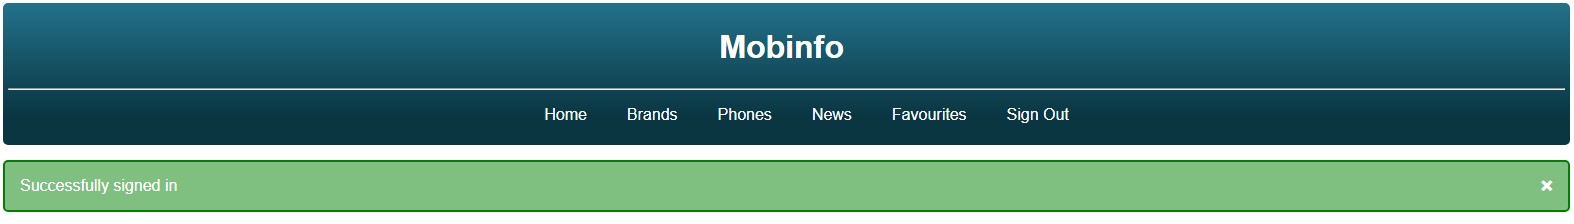 Mobinfo
Home Brands Phones News Favourites Sign Out
Successfully signed in ×